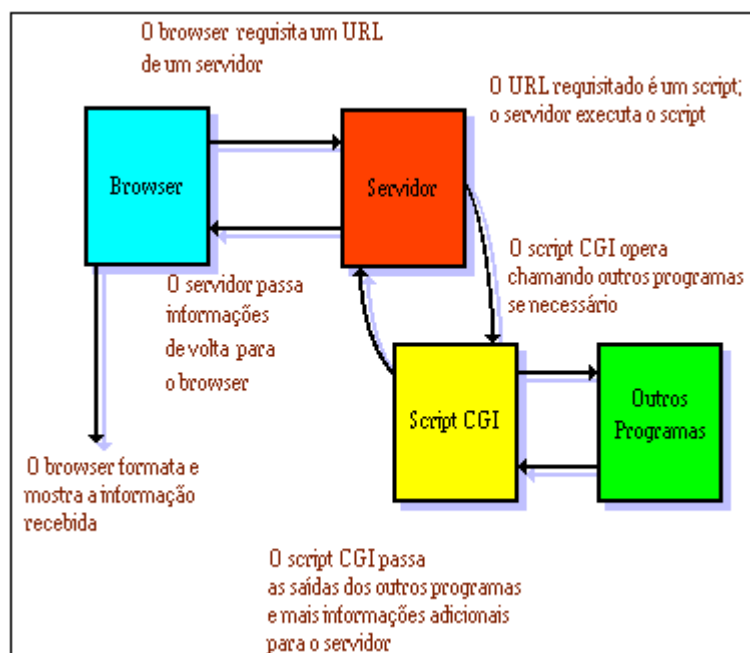 O browser requisita um URL
de um servidor
O URL requisitado é um script;
o servidor executa o script
Browser
Servidor
O script CGI opera
chamando outros programas
se necessário
O servidor passa
informações
de volta para
o browser
Script CGI
Outros
Programas
O browser formata e
mostra a informação
recebida
O script CGI passa
as saídas dos outros programas
e mais informações adicionais
para o servidor